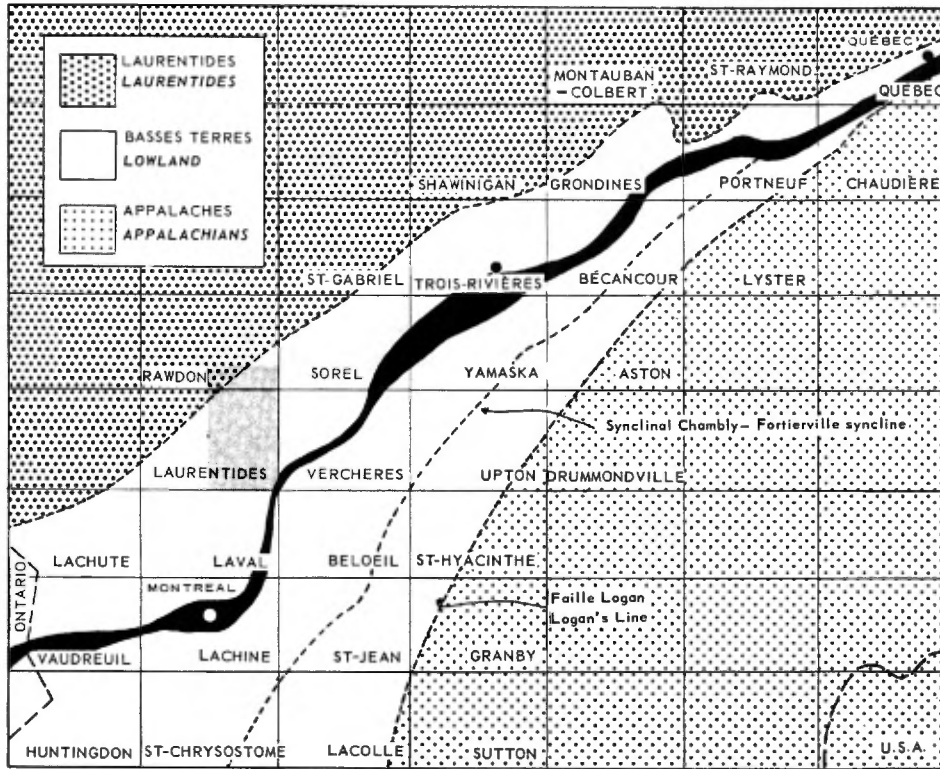 LAURENTIDES
LAURENTIDES
BASSES TERRES
LOWLAND
APPALACHES
APPALACHIANS
QUÉBEC
MONTAUBAN
—COLBERT
ST-RAYMOND
QUÉBEC
SHAWINIGAN
GRONDINES
PORTNEUF
CHAUDIÈRE
ST-GABRIEL
TROIS-RIVIÈRES
BÉCANCOUR
LYSTER
RAWDON
SOREL
YAMASKA
ASTON
Synclinal Chambly — Fortierville syncline
LAURENTIDES
VERCHERES
UPTON
DRUMMONDVILLE
ONTARIO
LACHUTE
LAVAL
BELOEIL
ST-HYACINTHE
MONTREAL
Faille Logan
Logan's Line
VAUDREUIL
LACHINE
ST-JEAN
GRANBY
HUNTINGDON
ST-CHRYSOSTOME
LACOLLE
SUTTON
U.S.A.